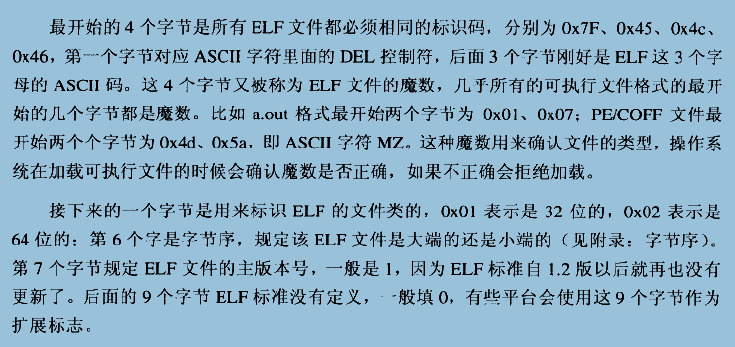 最开始的 4 个字节是所有 ELF 文件都必须相同的标识码，分别为 0x7F、0x45、0x4c、
0x46，第一个字节对应 ASCII 字符里面的 DEL 控制符，后面 3 个字节刚好是 ELF 这 3 个字
母的 ASCII 码。这 4 个字节又被称为 ELF 文件的魔数，几乎所有的可执行文件格式的最开
始的几个字节都是魔数。比如 a.out 格式最开始两个字节为 0x01、0x07；PE/COFF 文件最
开始两个个字节为 0x4d、0x5a，即 ASCII 字符 MZ。这种魔数用来确认文件的类型，操作系
统在加载可执行文件的时候会确认魔数是否正确，如果不正确会拒绝加载。
接下来的一个字节是用来标识 ELF 的文件类的，0x01 表示是 32 位的，0x02 表示是
64 位的；第 6 个字是字节序，规定该 ELF 文件是大端的还是小端的（见附录：字节序）。
第 7 个字节规定 ELF 文件的主版本号，一般是 1，因为 ELF 标准自 1.2 版以后就再也没有
更新了。后面的 9 个字节 ELF 标准没有定义，一般填 0，有些平台会使用这 9 个字节作为
扩展标志。